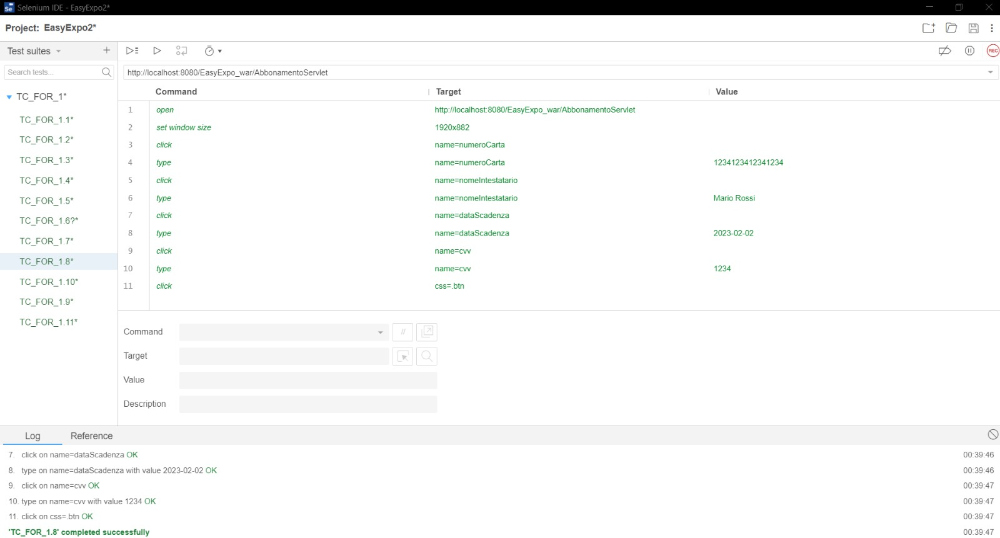 Selenium IDE - EasyExpo2*
Project: EasyExpo2*
Test suites
Search tests...
TC_FOR_1*
TC_FOR_1.1*
TC_FOR_1.2*
TC_FOR_1.3*
TC_FOR_1.4*
TC_FOR_1.5*
TC_FOR_1.6?*
TC_FOR_1.7*
TC_FOR_1.8*
TC_FOR_1.10*
TC_FOR_1.9*
TC_FOR_1.11*
REC
http://localhost:8080/EasyExpo_war/AbbonamentoServlet
Command Target Value
1 open http://localhost:8080/EasyExpo_war/AbbonamentoServlet
2 set window size 1920x882
3 click name=numeroCarta
4 type name=numeroCarta 1234123412341234
5 click name=nomeIntestatario
6 type name=nomeIntestatario Mario Rossi
7 click name=dataScadenza
8 type name=dataScadenza 2023-02-02
9 click name=cvv
10 type name=cvv 1234
11 click css=.btn
Command //
Target
Value
Description
Log Reference
7. click on name=dataScadenza OK 00:39:46
8. type on name=dataScadenza with value 2023-02-02 OK 00:39:46
9. click on name=cvv OK 00:39:47
10. type on name=cvv with value 1234 OK 00:39:47
11. click on css=.btn OK 00:39:47
'TC_FOR_1.8' completed successfully 00:39:47